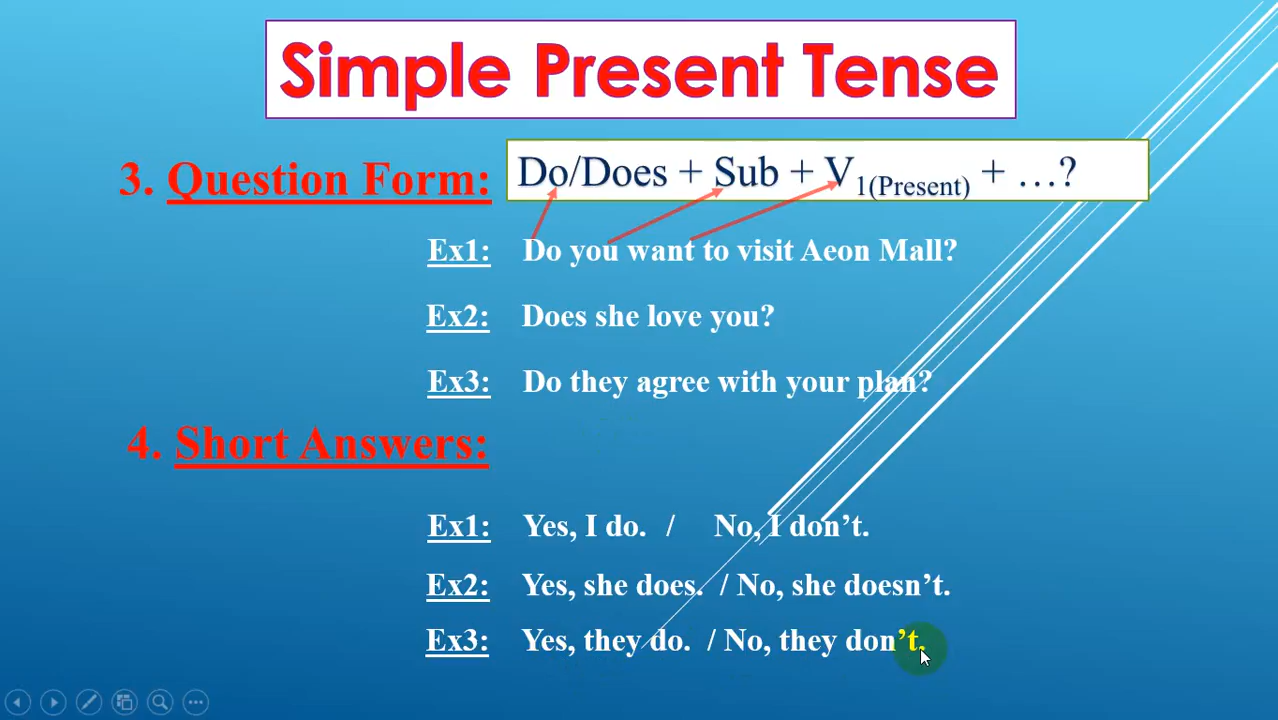 Simple Present Tense
3. Question Form: Do/Does + Sub + V1(Present) + …?
Ex1: Do you want to visit Aeon Mall?
Ex2: Does she love you?
Ex3: Do they agree with your plan?
4. Short Answers:
Ex1: Yes, I do. / No, I don’t.
Ex2: Yes, she does. / No, she doesn’t.
Ex3: Yes, they do. / No, they don’t.